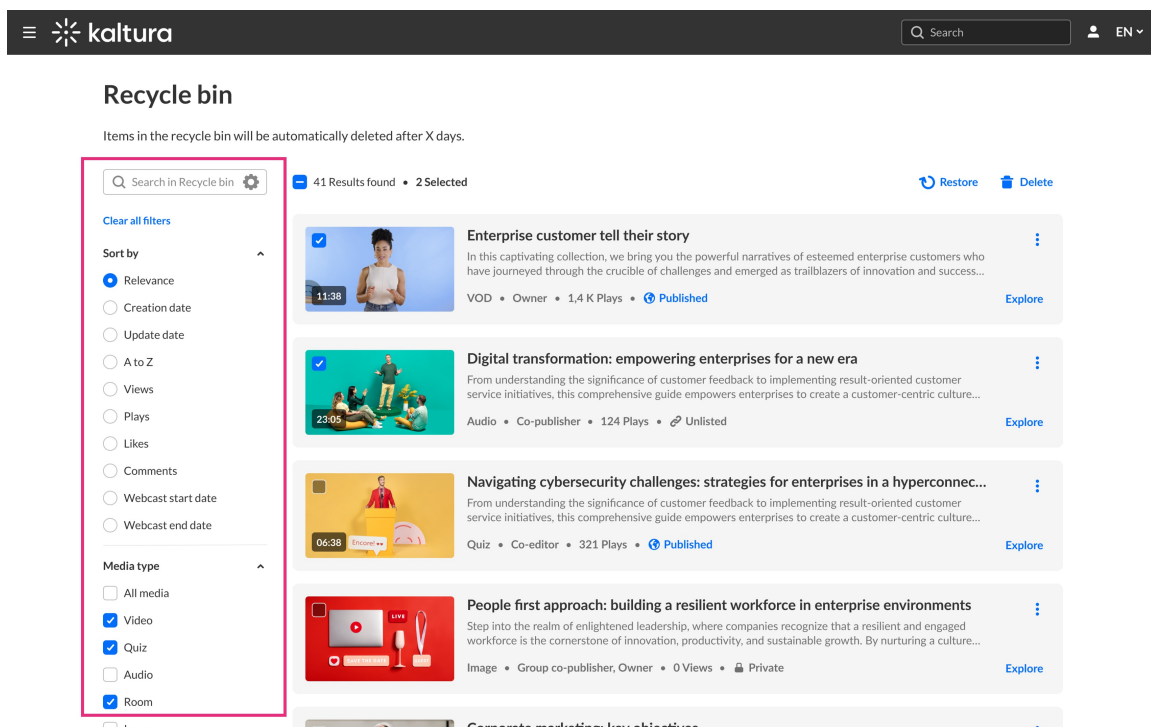 kaltura
Search
EN
Recycle bin
Items in the recycle bin will be automatically deleted after X days.
Search in Recycle bin
Clear all filters
Sort by
Relevance
Creation date
Update date
A to Z
Views
Plays
Likes
Comments
Webcast start date
Webcast end date
Media type
All media
Video
Quiz
Audio
Room
41 Results found • 2 Selected
Restore
Delete
11:38
Enterprise customer tell their story
In this captivating collection, we bring you the powerful narratives of esteemed enterprise customers who
have journeyed through the crucible of challenges and emerged as trailblazers of innovation and success...
VOD • Owner • 1,4 K Plays • Published
Explore
23:05
Digital transformation: empowering enterprises for a new era
From understanding the significance of customer feedback to implementing result-oriented customer
service initiatives, this comprehensive guide empowers enterprises to create a customer-centric culture...
Audio • Co-publisher • 124 Plays • Unlisted
Explore
06:38
Encore!
Navigating cybersecurity challenges: strategies for enterprises in a hyperconnec...
From understanding the significance of customer feedback to implementing result-oriented customer
service initiatives, this comprehensive guide empowers enterprises to create a customer-centric culture...
Quiz • Co-editor • 321 Plays • Published
Explore
LIVE
SAVE THE DATE
People first approach: building a resilient workforce in enterprise environments
Step into the realm of enlightened leadership, where companies recognize that a resilient and engaged
workforce is the cornerstone of innovation, productivity, and sustainable growth. By nurturing a culture...
Image • Group co-publisher, Owner • 0 Views • Private
Explore
Corporate marketing: key objectives